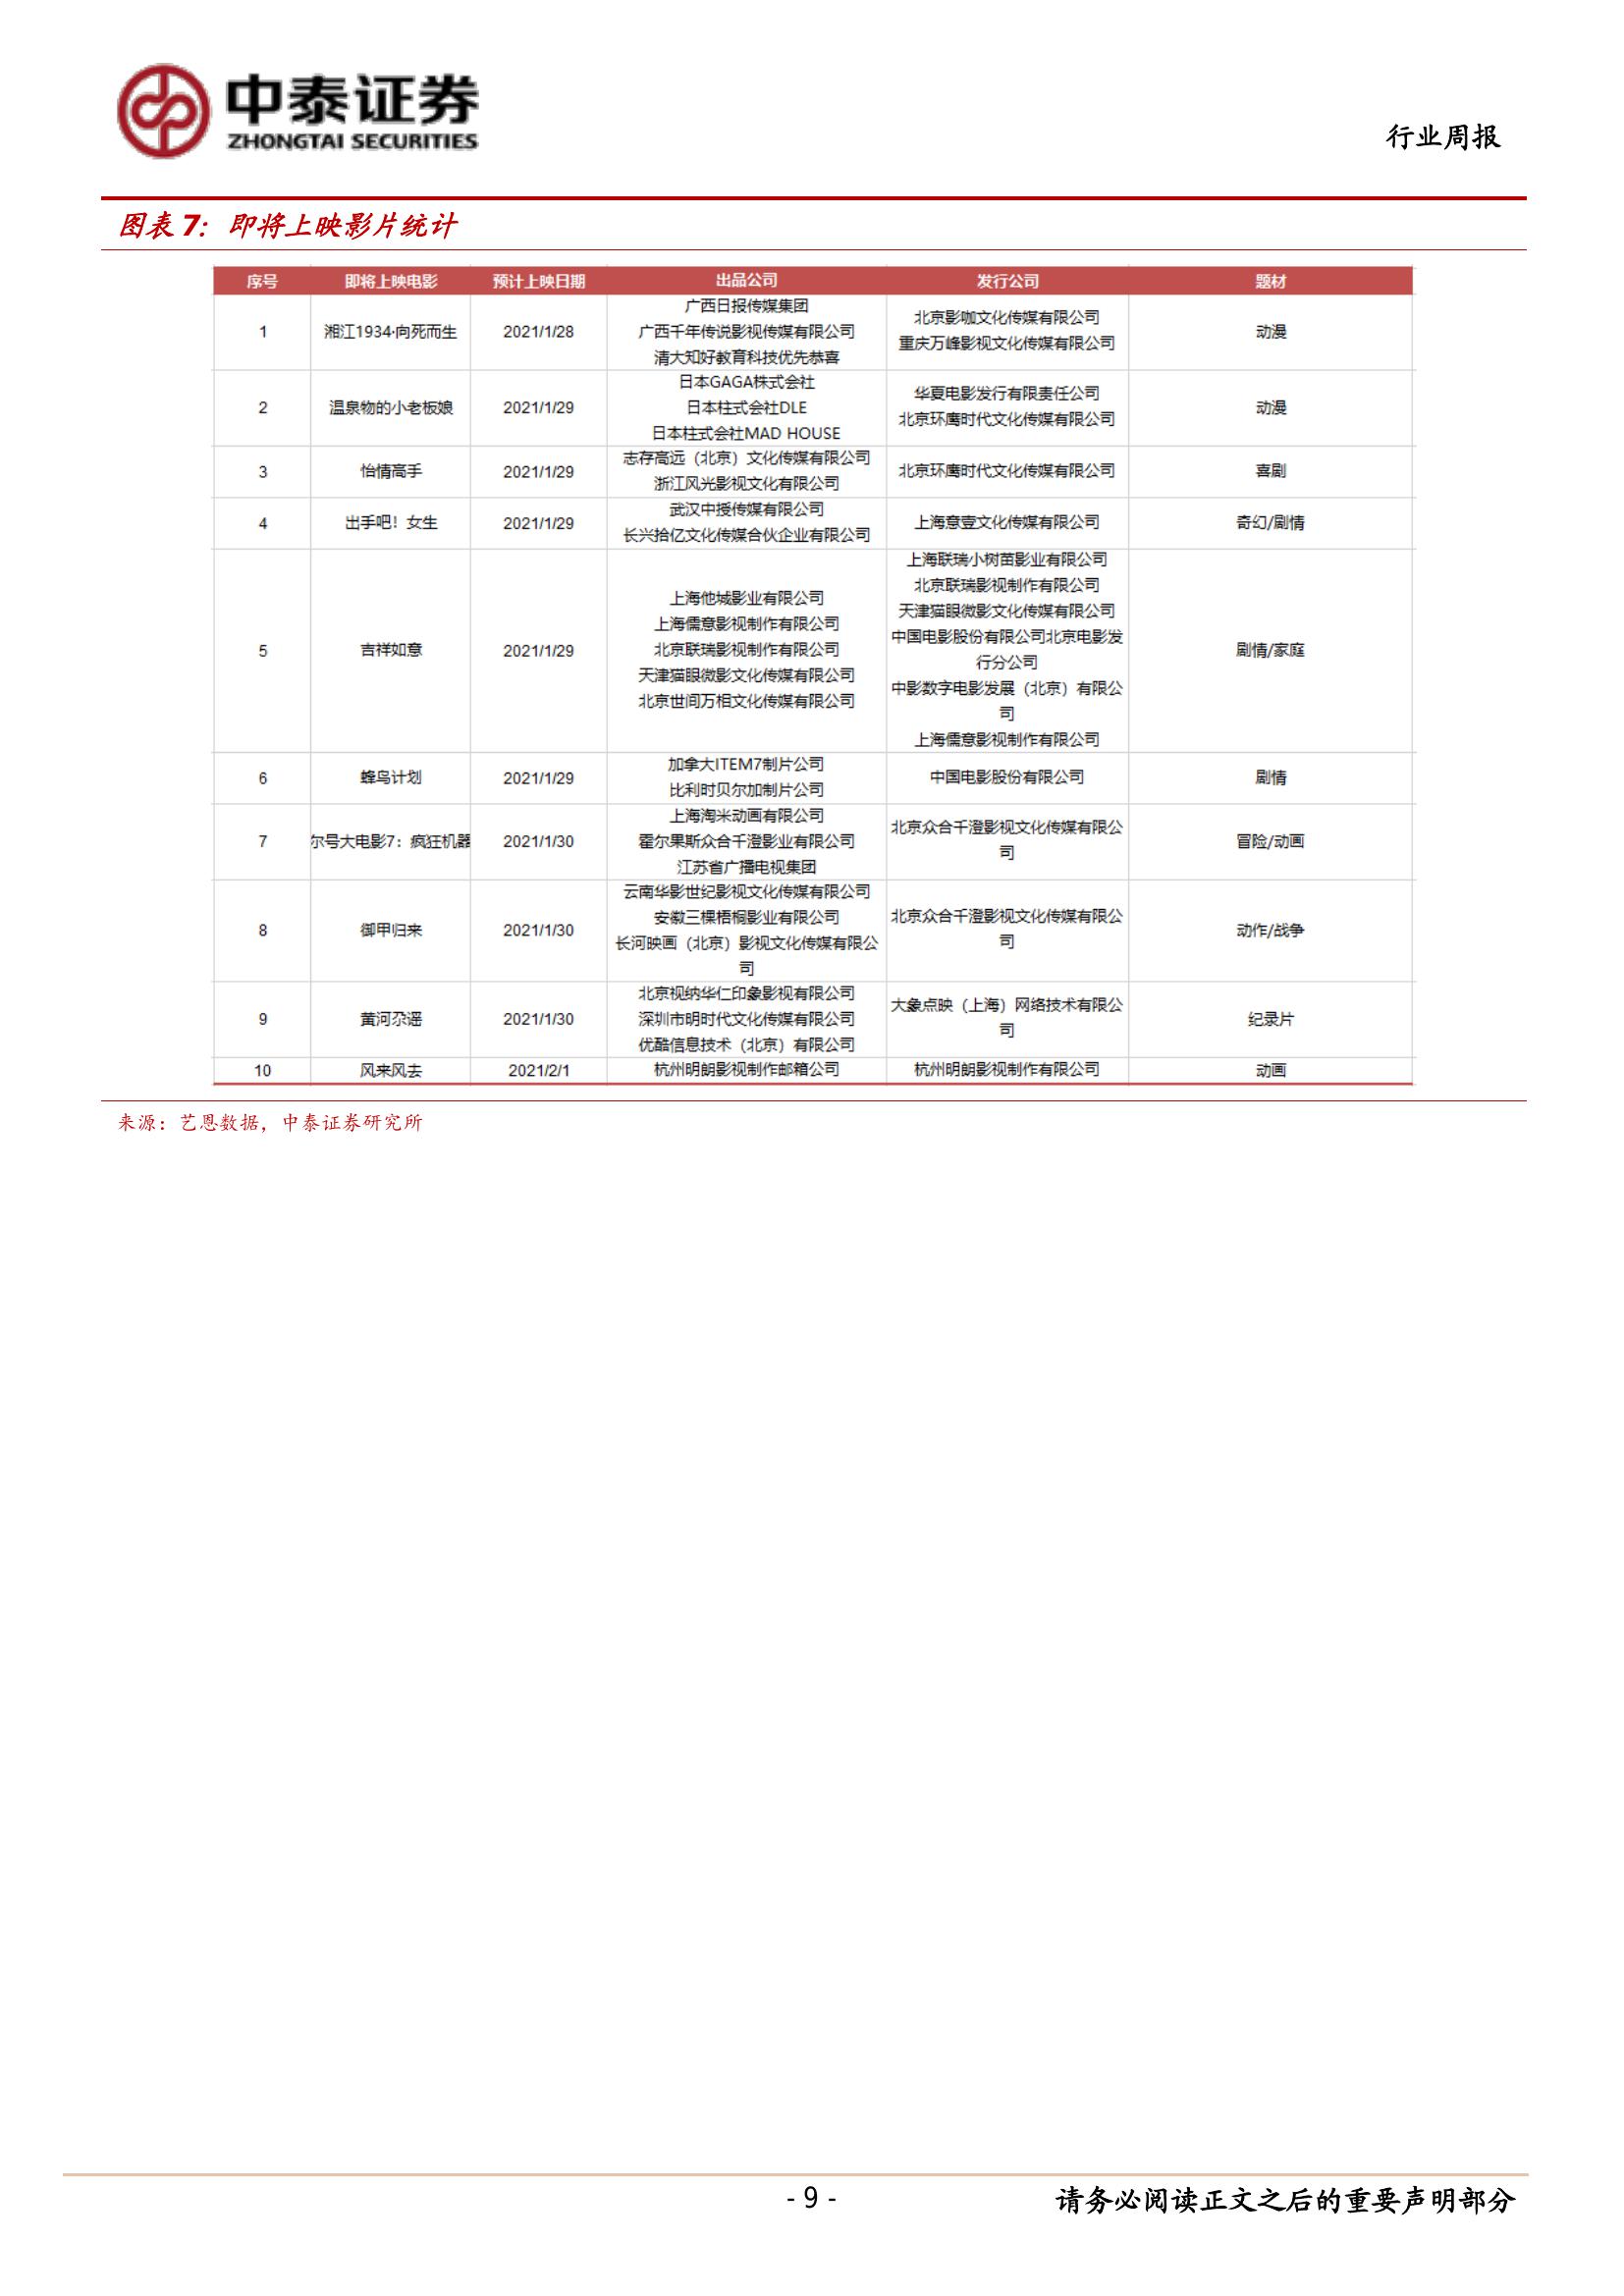 中泰证券
ZHONGTAI SECURITIES
行业周报
图表 7：即将上映影片统计
序号 即将上映电影 预计上映日期 出品公司 发行公司 题材
1 湘江1934·向死而生 2021/1/28 广西日报传媒集团 广西千年传说影视传媒有限公司 清大知好教育科技优先恭喜 北京影咖文化传媒有限公司 重庆万峰影视文化传媒有限公司 动漫
2 温泉物的小老板娘 2021/1/29 日本GAGA株式会社 日本柱式会社DLE 日本柱式会社MAD HOUSE 华夏电影发行有限责任公司 北京环鹰时代文化传媒有限公司 动漫
3 怡情高手 2021/1/29 志存高远（北京）文化传媒有限公司 浙江风光影视文化有限公司 北京环鹰时代文化传媒有限公司 喜剧
4 出手吧！女生 2021/1/29 武汉中授传媒有限公司 长兴拾亿文化传媒合伙企业有限公司 上海意壹文化传媒有限公司 奇幻/剧情
5 吉祥如意 2021/1/29 上海他城影业有限公司 上海儒意影视制作有限公司 北京联瑞影视制作有限公司 天津猫眼微影文化传媒有限公司 北京世间万相文化传媒有限公司 上海联瑞小树苗影业有限公司 北京联瑞影视制作有限公司 天津猫眼微影文化传媒有限公司 中国电影股份有限公司北京电影发行分公司 中影数字电影发展（北京）有限公司 上海儒意影视制作有限公司 剧情/家庭
6 蜂鸟计划 2021/1/29 加拿大ITEM7制片公司 比利时贝尔加制片公司 中国电影股份有限公司 剧情
7 尔号大电影7：疯狂机器 2021/1/30 上海淘米动画有限公司 霍尔果斯众合千澄影业有限公司 江苏省广播电视集团 北京众合千澄影视文化传媒有限公司 冒险/动画
8 御甲归来 2021/1/30 云南华影世纪影视文化传媒有限公司 安徽三棵梧桐影业有限公司 长河映画（北京）影视文化传媒有限公司 北京众合千澄影视文化传媒有限公司 动作/战争
9 黄河尕谣 2021/1/30 北京视纳华仁印象影视有限公司 深圳市明时代文化传媒有限公司 优酷信息技术（北京）有限公司 大象点映（上海）网络技术有限公司 纪录片
10 风来风去 2021/2/1 杭州明朗影视制作邮箱公司 杭州明朗影视制作有限公司 动画
来源：艺恩数据，中泰证券研究所
- 9 -
请务必阅读正文之后的重要声明部分